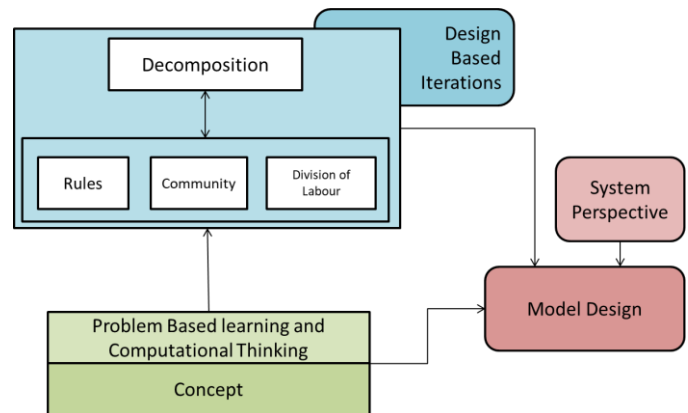 Design
Based
Iterations
Decomposition
Rules
Community
Division of
Labour
System
Perspective
Model Design
Problem Based learning and
Computational Thinking
Concept